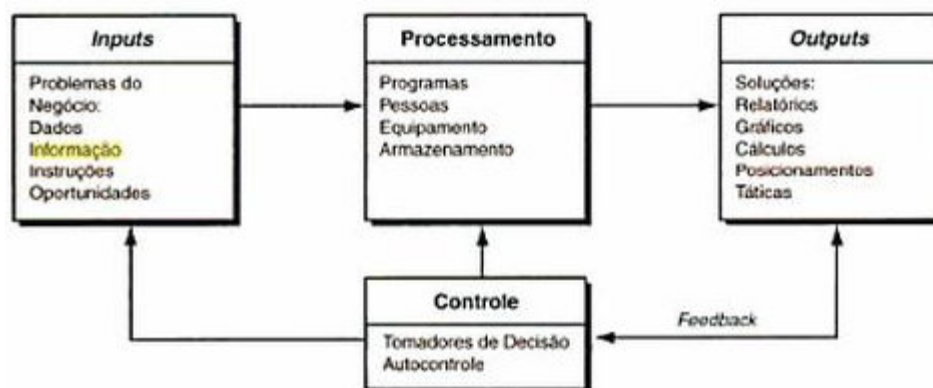 Inputs
Problemas do
Negócio:
Dados
Informação
Instruções
Oportunidades
Processamento
Programas
Pessoas
Equipamento
Armazenamento
Outputs
Soluções:
Relatórios
Gráficos
Cálculos
Posicionamentos
Táticas
Controle
Tomadores de Decisão
Autocontrole
Feedback